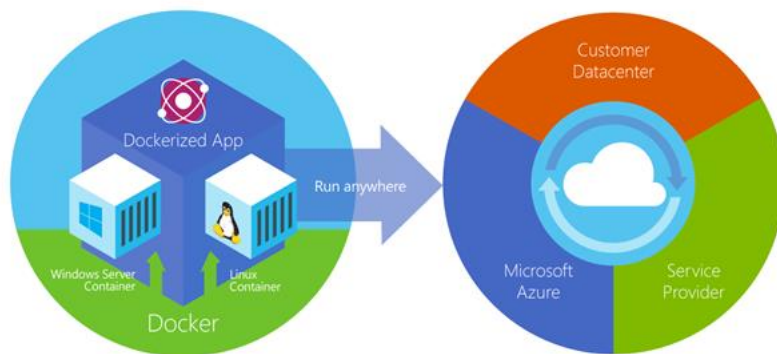 Dockerized App
Windows Server
Container
Linux
Container
Docker
Run anywhere
Customer
Datacenter
Microsoft
Azure
Service
Provider